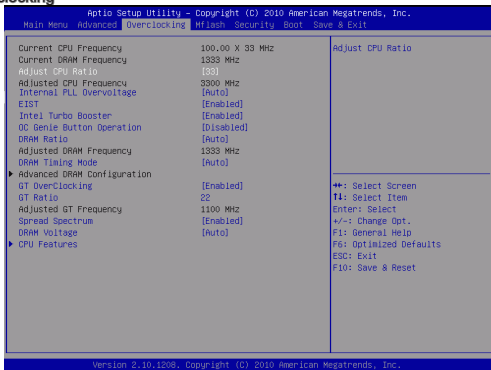 clocking
Aptio Setup Utility – Copyright (C) 2010 American Megatrends, Inc.
Main Menu Advanced Overclocking Mflash Security Boot Save & Exit
Current CPU Frequency 100.00 X 33 MHz
Current DRAM Frequency 1333 MHz
Adjust CPU Ratio [33]
Adjusted CPU Frequency 3300 MHz
Internal PLL Overvoltage [Auto]
EIST [Enabled]
Intel Turbo Booster [Enabled]
OC Genie Button Operation [Disabled]
DRAM Ratio [Auto]
Adjusted DRAM Frequency 1333 MHz
DRAM Timing Mode [Auto]
Advanced DRAM Configuration
GT OverClocking [Enabled]
GT Ratio 22
Adjusted GT Frequency 1100 MHz
Spread Spectrum [Enabled]
DRAM Voltage [Auto]
CPU Features
Adjust CPU Ratio
→←: Select Screen
↑↓: Select Item
Enter: Select
+/-: Change Opt.
F1: General Help
F6: Optimized Defaults
ESC: Exit
F10: Save & Reset
Version 2.10.1208. Copyright (C) 2010 American Megatrends, Inc.